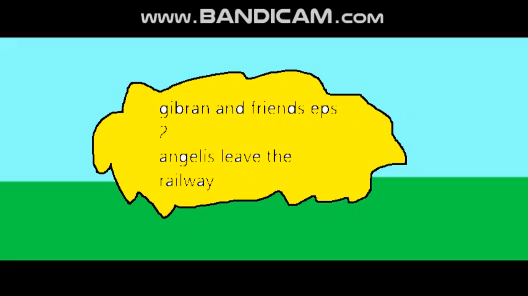 www.BANDICAM.com
gibran and friends eps
2
angelis leave the
railway